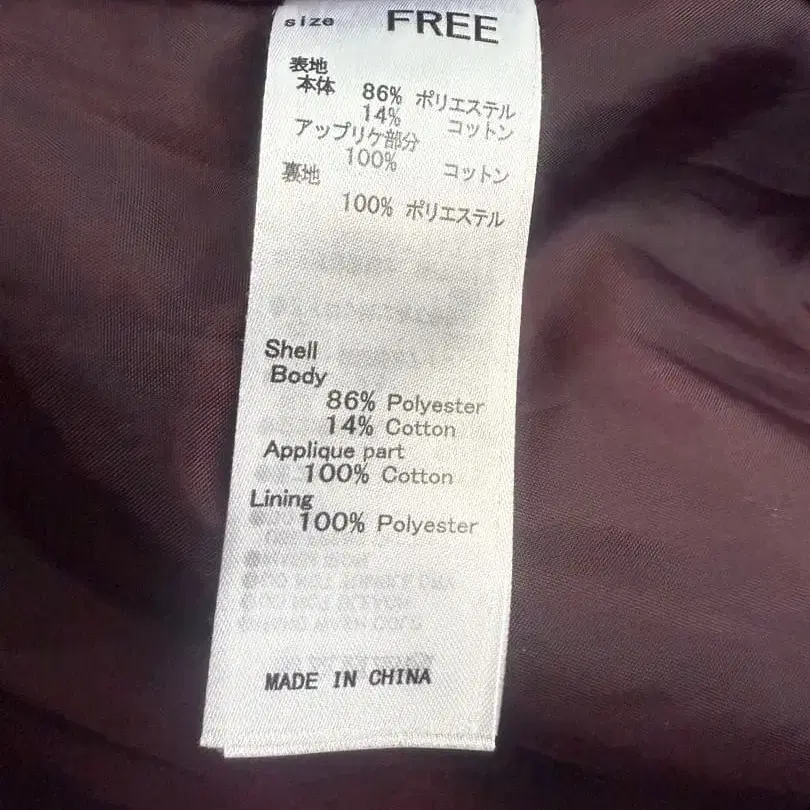 size FREE
表地
本体 86% ポリエステル
14% コットン
アップリケ部分
100% コットン
裏地
100% ポリエステル
Shell
Body
86% Polyester
14% Cotton
Applique part
100% Cotton
Lining
100% Polyester
MADE IN CHINA